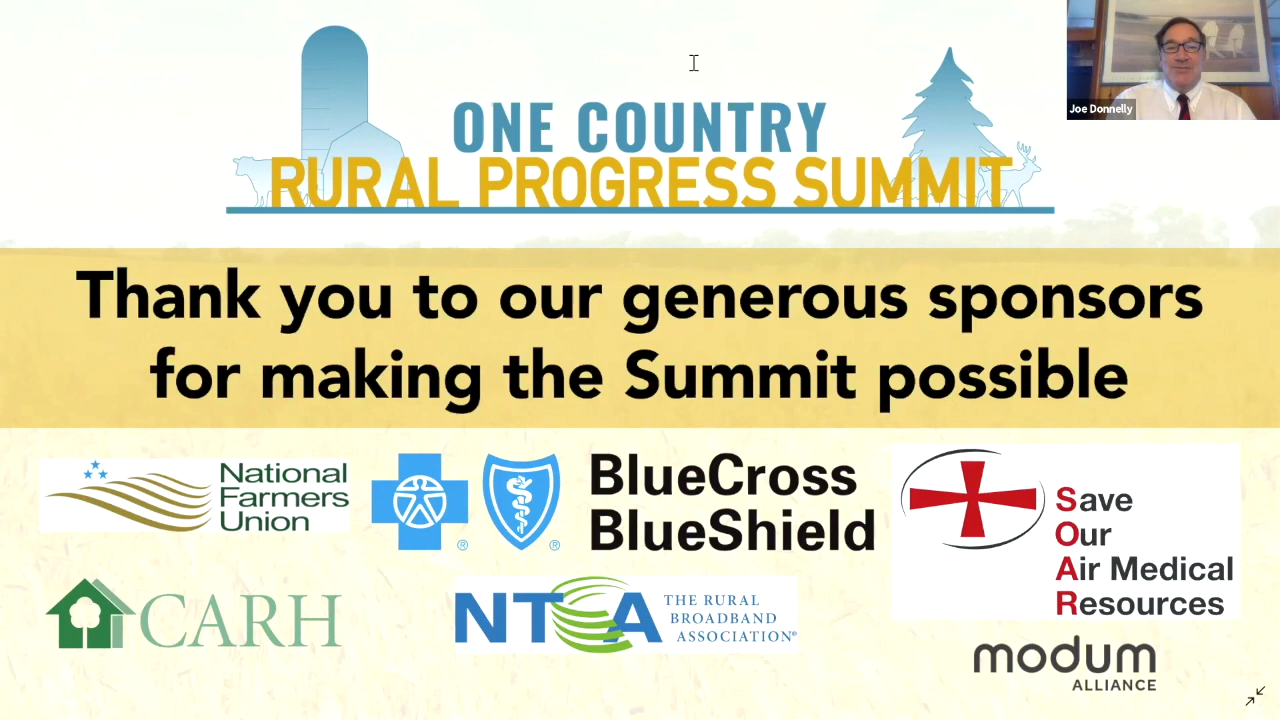 ONE COUNTRY
RURAL PROGRESS SUMMIT
Joe Donnelly
Thank you to our generous sponsors
for making the Summit possible
National
Farmers
Union
®
®
BlueCross
BlueShield
Save
Our
Air Medical
Resources
CARH
NTCA
THE RURAL
BROADBAND
ASSOCIATION®
modum
ALLIANCE